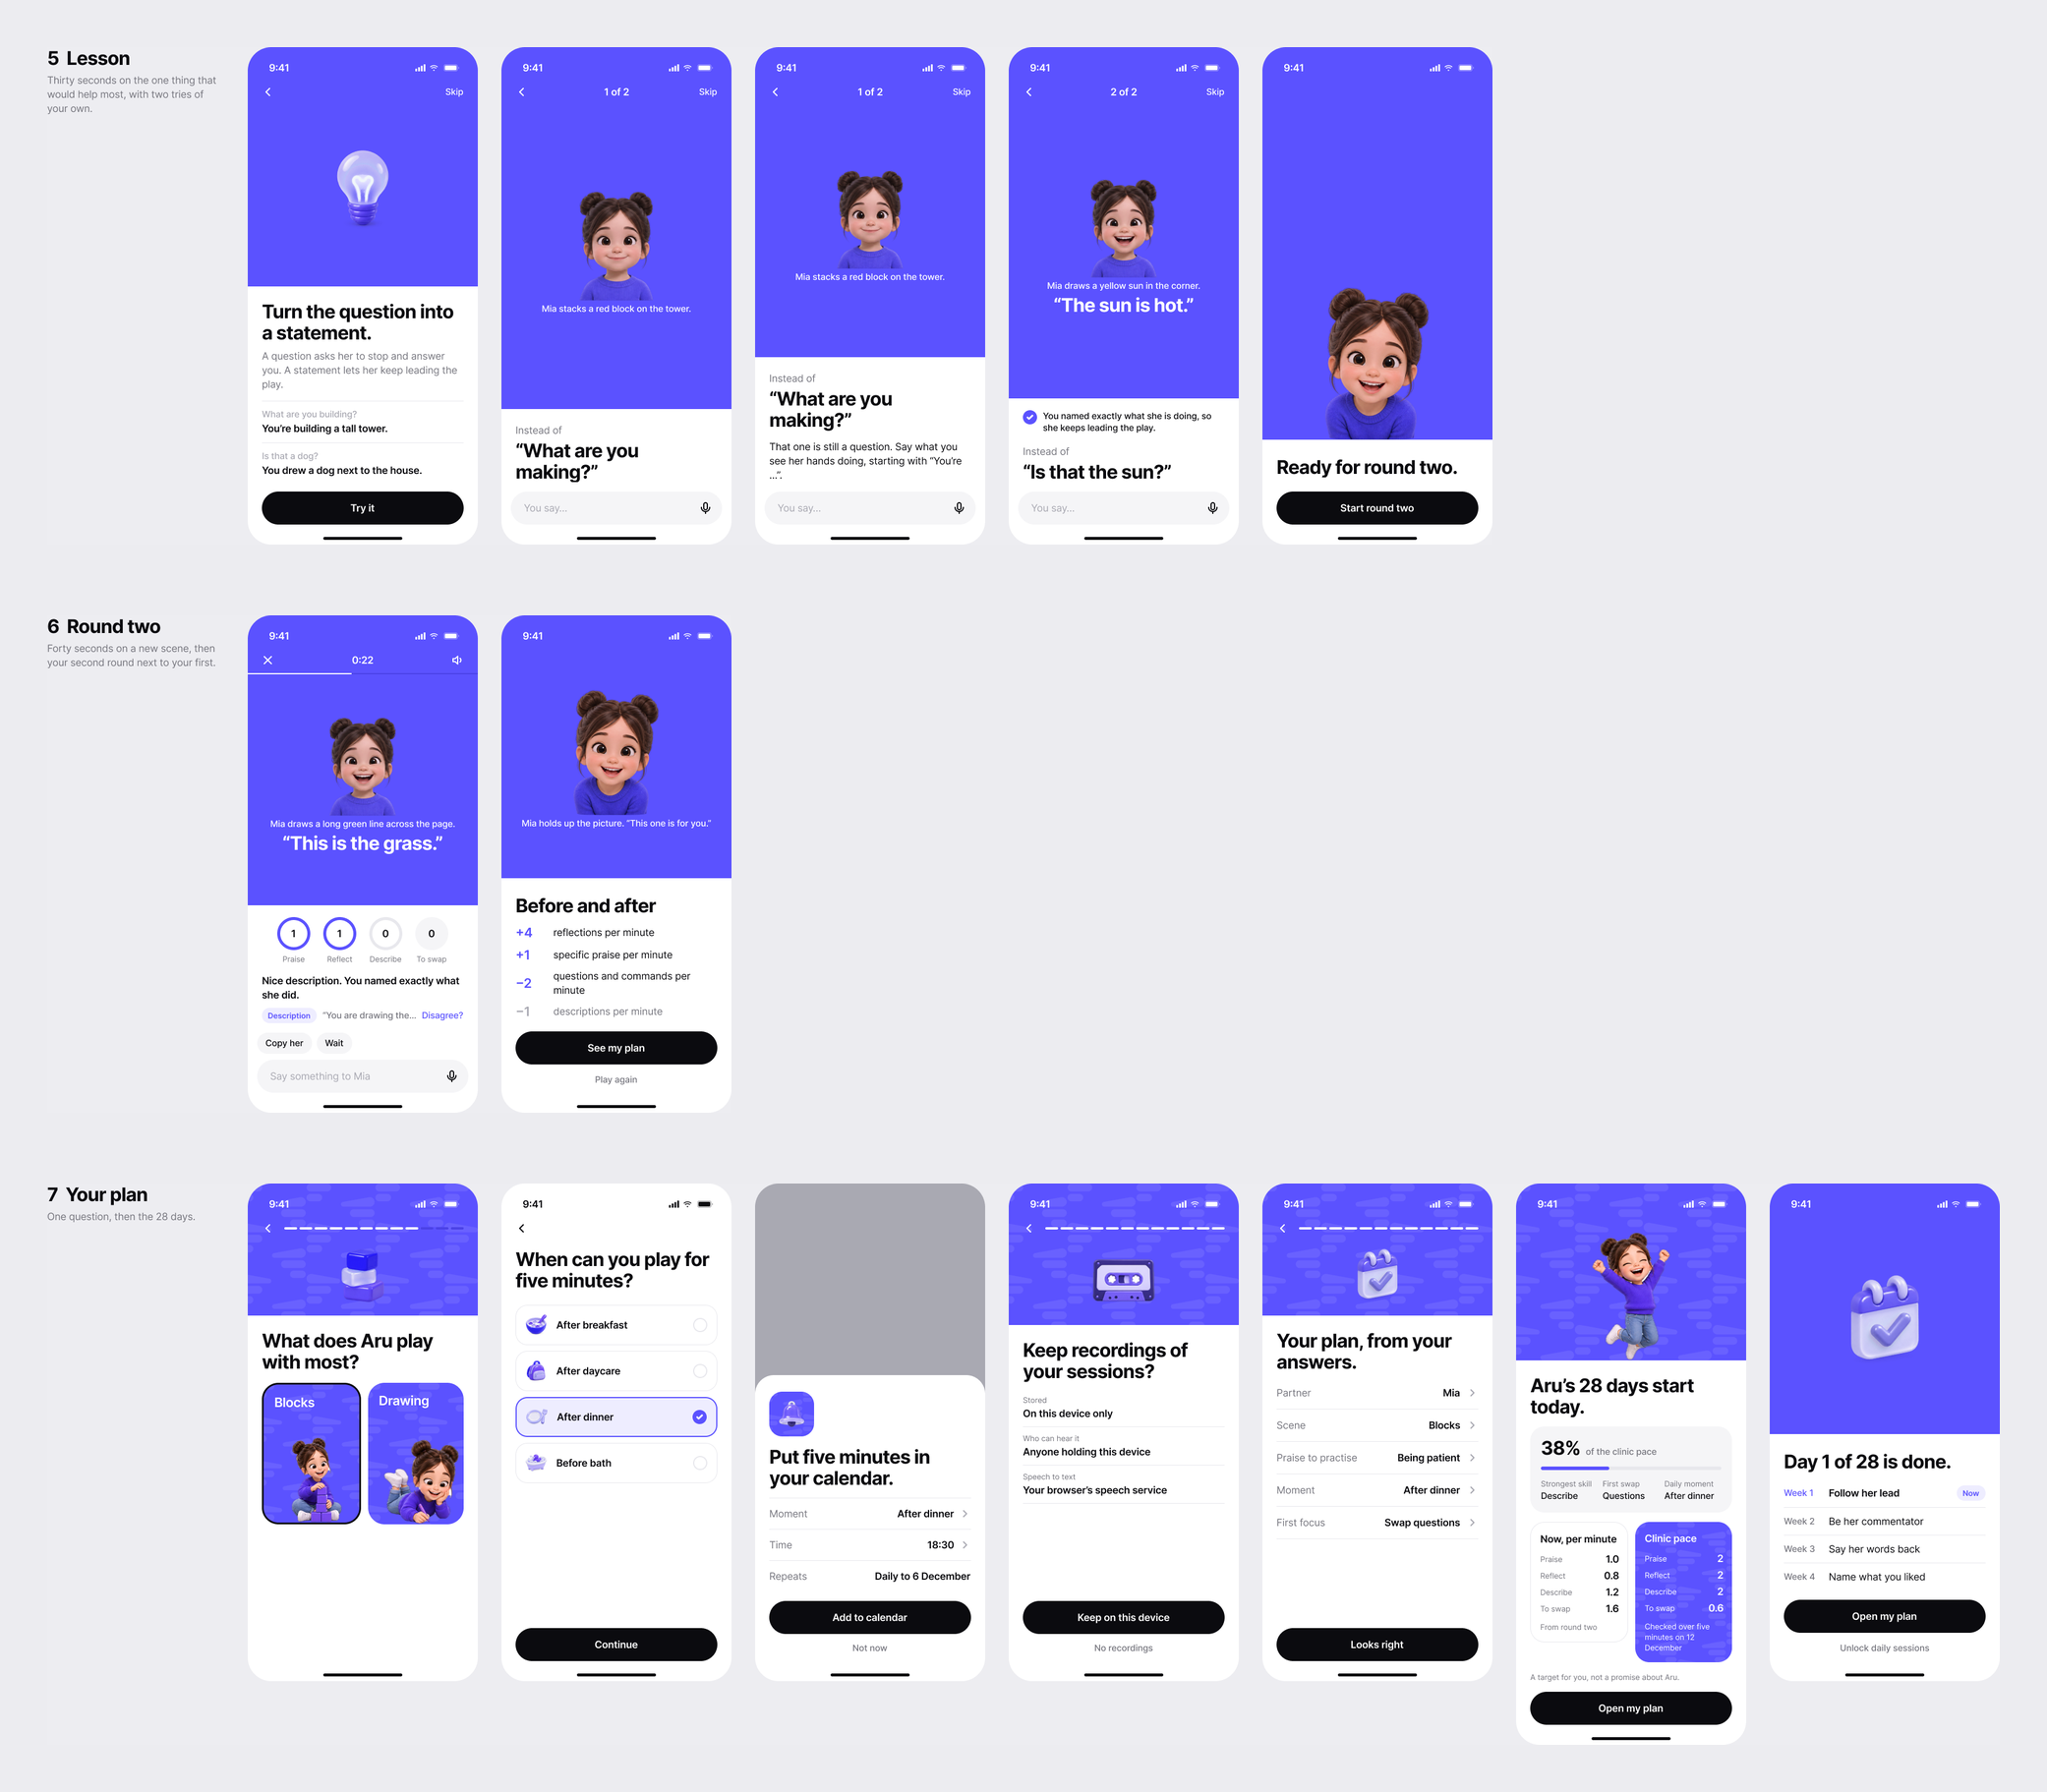 5 Lesson
Thirty seconds on the one thing that
would help most, with two tries of
your own.
9:41
Skip
Turn the question into
a statement.
A question asks her to stop and answer
you. A statement lets her keep leading the
play.
What are you building?
You're building a tall tower.
Is that a dog?
You drew a dog next to the house.
Try it
9:41
1 of 2
Skip
Mia stacks a red block on the tower.
Instead of
“What are you
making?”
You say...
9:41
1 of 2
Skip
Mia stacks a red block on the tower.
Instead of
“What are you
making?”
That one is still a question. Say what you
see her hands doing, starting with “You're
...”.
You say...
9:41
2 of 2
Skip
Mia draws a yellow sun in the corner.
“The sun is hot.”
You named exactly what she is doing, so
she keeps leading the play.
Instead of
“Is that the sun?”
You say...
9:41
Ready for round two.
Start round two
6 Round two
Forty seconds on a new scene, then
your second round next to your first.
9:41
0:22
Mia draws a long green line across the page.
“This is the grass.”
1 1 0 0
Praise Reflect Describe To swap
Nice description. You named exactly what
she did.
Description “You are drawing the... Disagree?
Copy her Wait
Say something to Mia
9:41
Mia holds up the picture. “This one is for you.”
Before and after
+4 reflections per minute
+1 specific praise per minute
−2 questions and commands per
minute
−1 descriptions per minute
See my plan
Play again
7 Your plan
One question, then the 28 days.
9:41
What does Aru play
with most?
Blocks
Drawing
9:41
When can you play for
five minutes?
After breakfast
After daycare
After dinner
Before bath
Continue
Put five minutes in
your calendar.
Moment After dinner
Time 18:30
Repeats Daily to 6 December
Add to calendar
Not now
9:41
Keep recordings of
your sessions?
Stored
On this device only
Who can hear it
Anyone holding this device
Speech to text
Your browser's speech service
Keep on this device
No recordings
9:41
Your plan, from your
answers.
Partner Mia
Scene Blocks
Praise to practise Being patient
Moment After dinner
First focus Swap questions
Looks right
9:41
Aru's 28 days start
today.
38% of the clinic pace
Strongest skill First swap Daily moment
Describe Questions After dinner
Now, per minute
Praise 1.0
Reflect 0.8
Describe 1.2
To swap 1.6
From round two
Clinic pace
Praise 2
Reflect 2
Describe 2
To swap 0.6
Checked over five
minutes on 12
December
A target for you, not a promise about Aru.
Open my plan
9:41
Day 1 of 28 is done.
Week 1 Follow her lead Now
Week 2 Be her commentator
Week 3 Say her words back
Week 4 Name what you liked
Open my plan
Unlock daily sessions